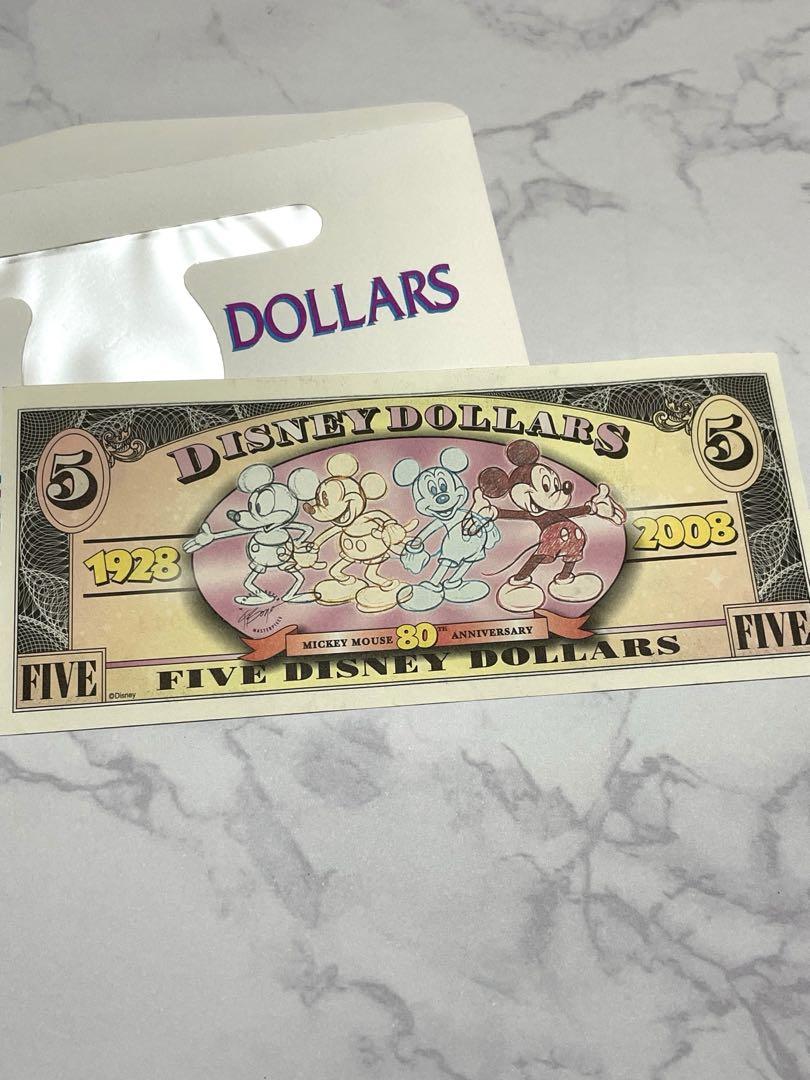 DOLLARS
DISNEY DOLLARS
5
5
1928
2008
MICKEY MOUSE 80TH ANNIVERSARY
FIVE DISNEY DOLLARS
FIVE
FIVE
©Disney